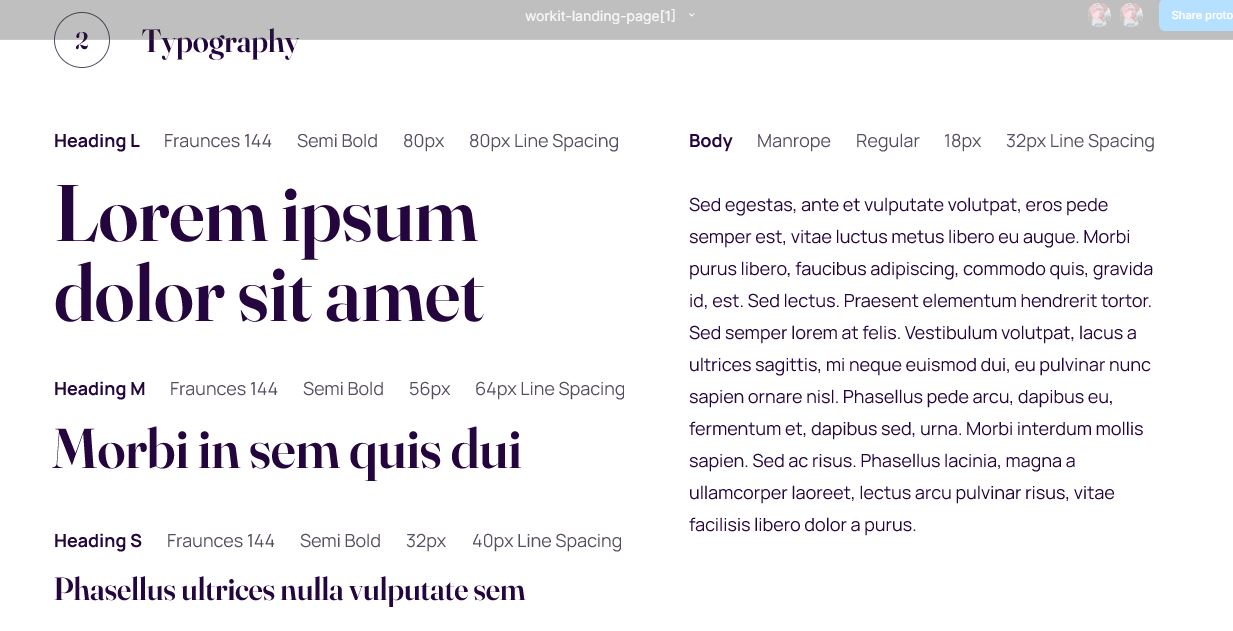 workit-landing-page[1]
Share proto
2 Typography
Heading L Fraunces 144 Semi Bold 80px 80px Line Spacing
Lorem ipsum
dolor sit amet
Heading M Fraunces 144 Semi Bold 56px 64px Line Spacing
Morbi in sem quis dui
Heading S Fraunces 144 Semi Bold 32px 40px Line Spacing
Phasellus ultrices nulla vulputate sem
Body Manrope Regular 18px 32px Line Spacing
Sed egestas, ante et vulputate volutpat, eros pede
semper est, vitae luctus metus libero eu augue. Morbi
purus libero, faucibus adipiscing, commodo quis, gravida
id, est. Sed lectus. Praesent elementum hendrerit tortor.
Sed semper lorem at felis. Vestibulum volutpat, lacus a
ultrices sagittis, mi neque euismod dui, eu pulvinar nunc
sapien ornare nisl. Phasellus pede arcu, dapibus eu,
fermentum et, dapibus sed, urna. Morbi interdum mollis
sapien. Sed ac risus. Phasellus lacinia, magna a
ullamcorper laoreet, lectus arcu pulvinar risus, vitae
facilisis libero dolor a purus.